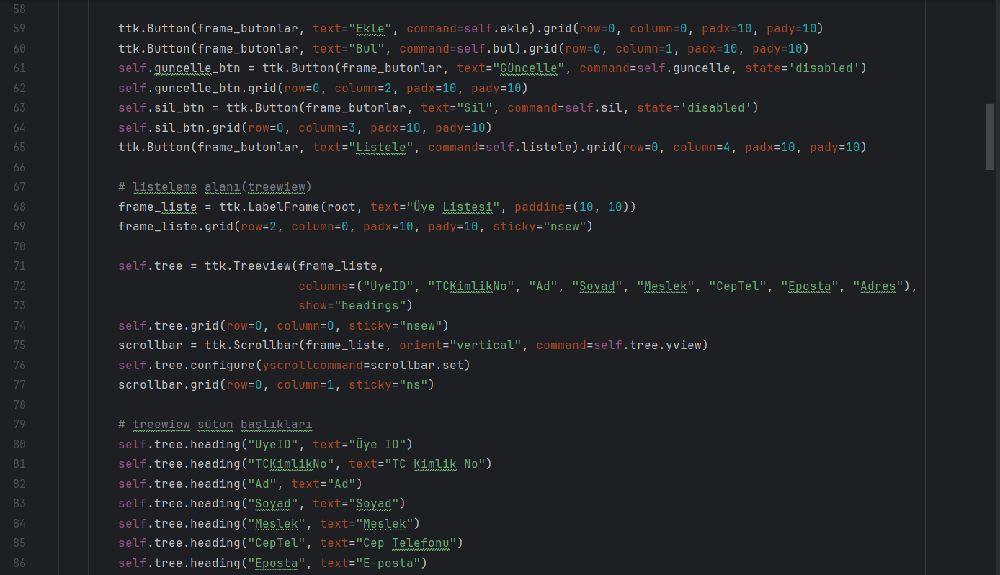 58
59 ttk.Button(frame_butonlar, text="Ekle", command=self.ekle).grid(row=0, column=0, padx=10, pady=10)
60 ttk.Button(frame_butonlar, text="Bul", command=self.bul).grid(row=0, column=1, padx=10, pady=10)
61 self.guncelle_btn = ttk.Button(frame_butonlar, text="Güncelle", command=self.guncelle, state='disabled')
62 self.guncelle_btn.grid(row=0, column=2, padx=10, pady=10)
63 self.sil_btn = ttk.Button(frame_butonlar, text="Sil", command=self.sil, state='disabled')
64 self.sil_btn.grid(row=0, column=3, padx=10, pady=10)
65 ttk.Button(frame_butonlar, text="Listele", command=self.listele).grid(row=0, column=4, padx=10, pady=10)
66
67 # listeleme alanı(treewiew)
68 frame_liste = ttk.LabelFrame(root, text="Üye Listesi", padding=(10, 10))
69 frame_liste.grid(row=2, column=0, padx=10, pady=10, sticky="nsew")
70
71 self.tree = ttk.Treeview(frame_liste,
72 columns=("UyeID", "TCKimlikNo", "Ad", "Soyad", "Meslek", "CepTel", "Eposta", "Adres"),
73 show="headings")
74 self.tree.grid(row=0, column=0, sticky="nsew")
75 scrollbar = ttk.Scrollbar(frame_liste, orient="vertical", command=self.tree.yview)
76 self.tree.configure(yscrollcommand=scrollbar.set)
77 scrollbar.grid(row=0, column=1, sticky="ns")
78
79 # treewiew sütun başlıkları
80 self.tree.heading("UyeID", text="Üye ID")
81 self.tree.heading("TCKimlikNo", text="TC Kimlik No")
82 self.tree.heading("Ad", text="Ad")
83 self.tree.heading("Soyad", text="Soyad")
84 self.tree.heading("Meslek", text="Meslek")
85 self.tree.heading("CepTel", text="Cep Telefonu")
86 self.tree.heading("Eposta", text="E-posta")